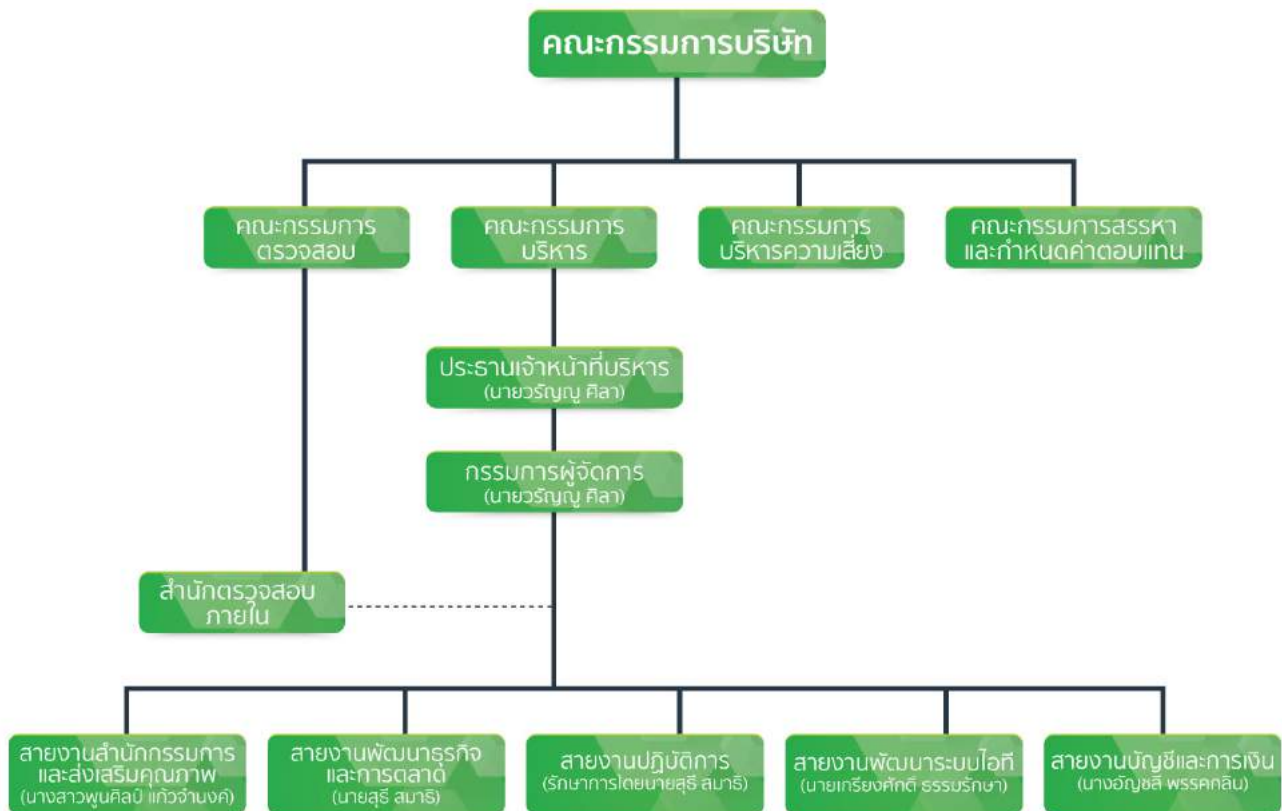 คณะกรรมการบริษัท
คณะกรรมการ
ตรวจสอบ
คณะกรรมการ
บริหาร
คณะกรรมการ
บริหารความเสี่ยง
คณะกรรมการสรรหา
และกำหนดค่าตอบแทน
ประธานเจ้าหน้าที่บริหาร
(นายวรัญญู ศิลา)
กรรมการผู้จัดการ
(นายวรัญญู ศิลา)
สำนักตรวจสอบ
ภายใน
สายงานสำนักกรรมการ
และส่งเสริมคุณภาพ
(นางสาวพูนศิลป์ แก้วจำนงค์)
สายงานพัฒนาธุรกิจ
และการตลาด
(นายสุธี สมาธิ)
สายงานปฏิบัติการ
(รักษาการโดยนายสุธี สมาธิ)
สายงานพัฒนาระบบไอที
(นายเกรียงศักดิ์ ธรรมรักษา)
สายงานบัญชีและการเงิน
(นางอัญชลี พรรคกลิน)